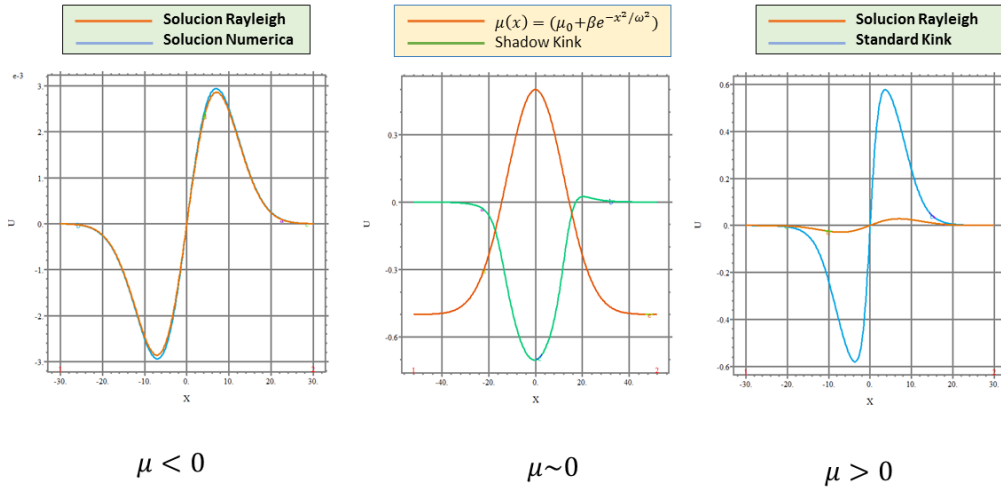 Solucion Rayleigh
Solucion Numerica
μ(x) = (μ₀+βe^{-x²/ω²})
Shadow Kink
Solucion Rayleigh
Standard Kink
e-3
3.
2
1
0
-1
-2
-3
-30.
-20.
-10.
0.
10.
20.
30.
U
X
0.3
0.
-0.3
-0.6
-40.
-20.
0.
20.
40.
1
2
U
X
0.6
0.4
0.2
0.
-0.2
-0.4
-0.6
-30.
-20.
-10.
0.
10.
20.
30.
U
X
μ < 0
μ~0
μ > 0